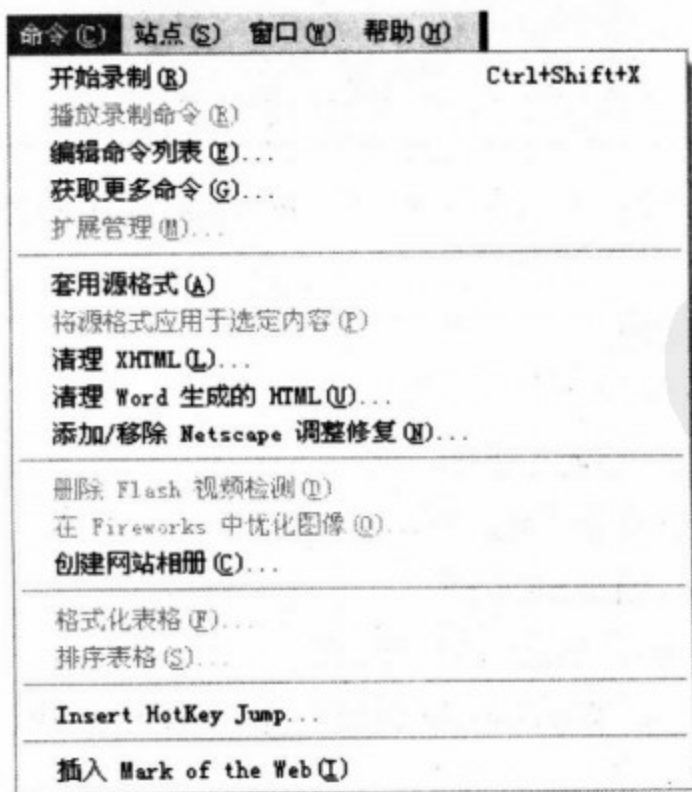 命令(C) 站点(S) 窗口(W) 帮助(H)
开始录制(R) Ctrl+Shift+X
播放录制命令(R)
编辑命令列表(E)...
获取更多命令(G)...
扩展管理(M)...
套用源格式(A)
将源格式应用于选定内容(P)
清理 XHTML(L)...
清理 Word 生成的 HTML(U)...
添加/移除 Netscape 调整修复(N)...
删除 Flash 视频检测(D)
在 Fireworks 中优化图像(O)...
创建网站相册(C)...
格式化表格(F)...
排序表格(S)...
Insert HotKey Jump...
插入 Mark of the Web(I)